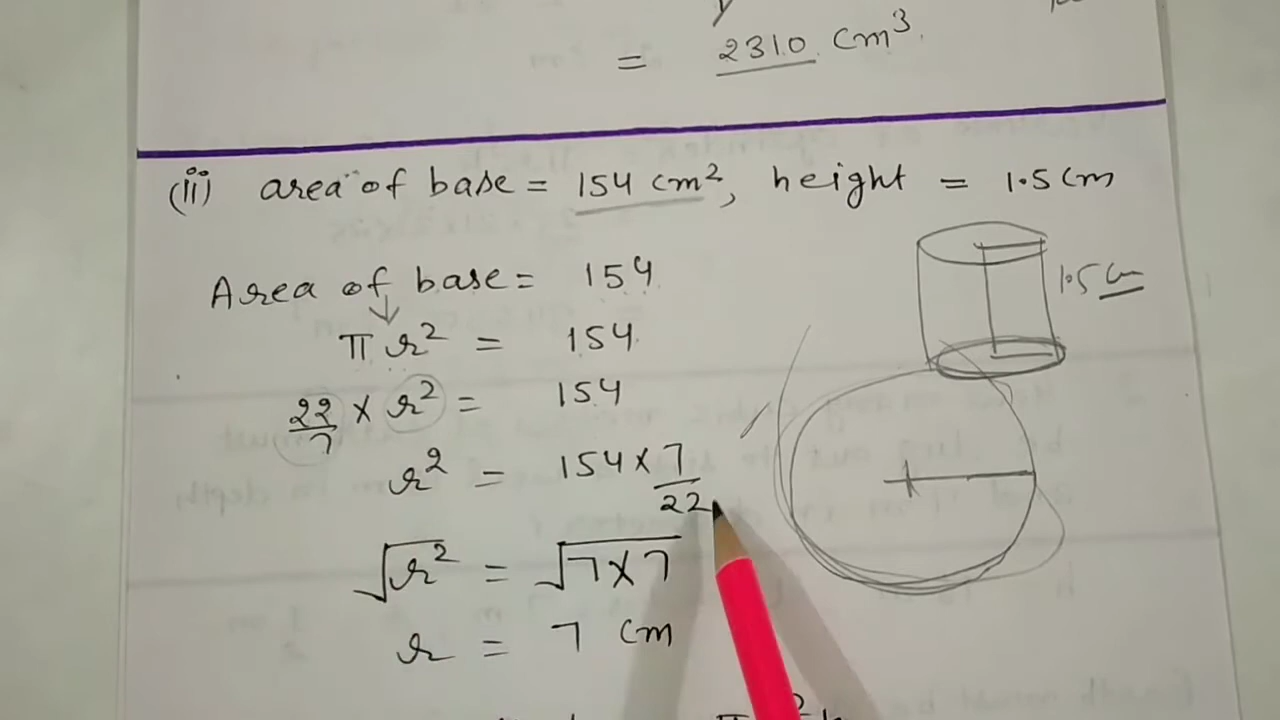 = 2310 cm³.
(ii) area of base = 154 cm², height = 1.5 cm
1.5 cm
Area of base = 154
π r² = 154
22/7 × r² = 154
r² = 154 × 7/22
√r² = √7×7
r = 7 cm